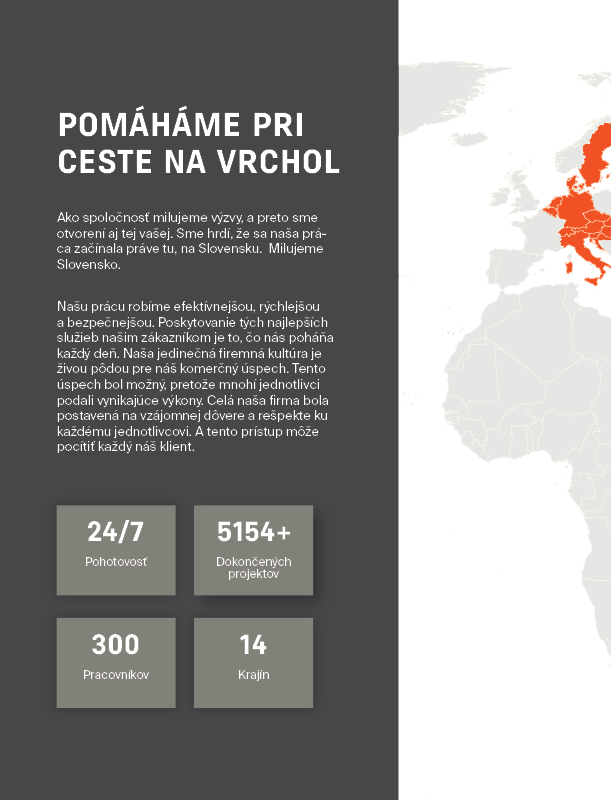 POMÁHÁME PRI
CESTE NA VRCHOL
Ako spoločnosť milujeme výzvy, a preto sme
otvorení aj tej vašej. Sme hrdí, že sa naša prá-
ca začínala práve tu, na Slovensku. Milujeme
Slovensko.
Našu prácu robíme efektívnejšou, rýchlejšou
a bezpečnejšou. Poskytovanie tých najlepších
služieb našim zákazníkom je to, čo nás poháňa
každý deň. Naša jedinečná firemná kultúra je
živou pôdou pre náš komerčný úspech. Tento
úspech bol možný, pretože mnohí jednotlivci
podali vynikajúce výkony. Celá naša firma bola
postavená na vzájomnej dôvere a rešpekte ku
každému jednotlivcovi. A tento prístup môže
pocítiť každý náš klient.
24/7
Pohotovosť
5154+
Dokončených
projektov
300
Pracovníkov
14
Krajín